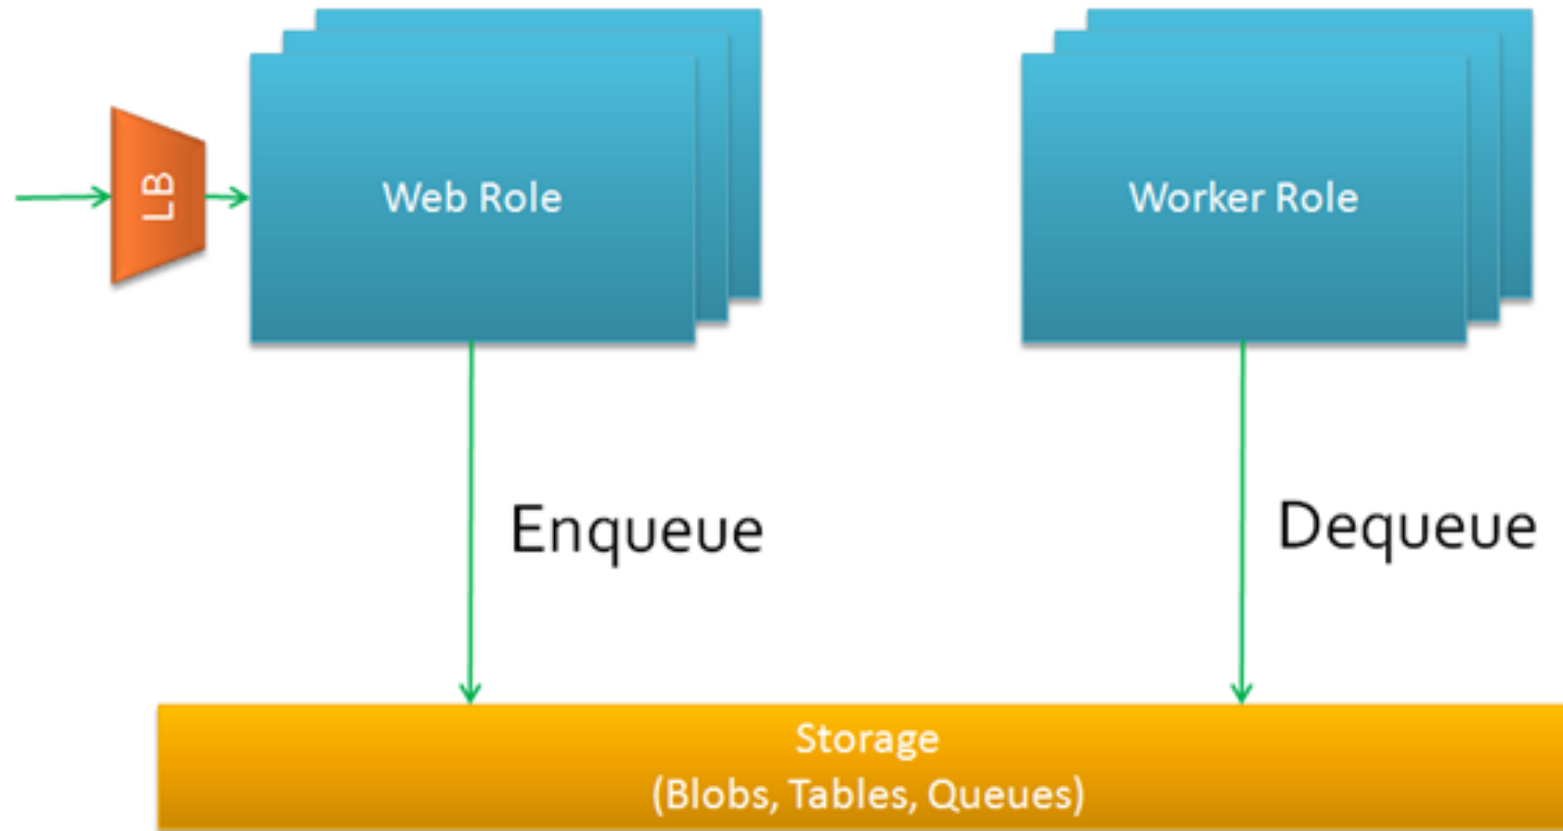 LB
Web Role
Worker Role
Enqueue
Dequeue
Storage
(Blobs, Tables, Queues)